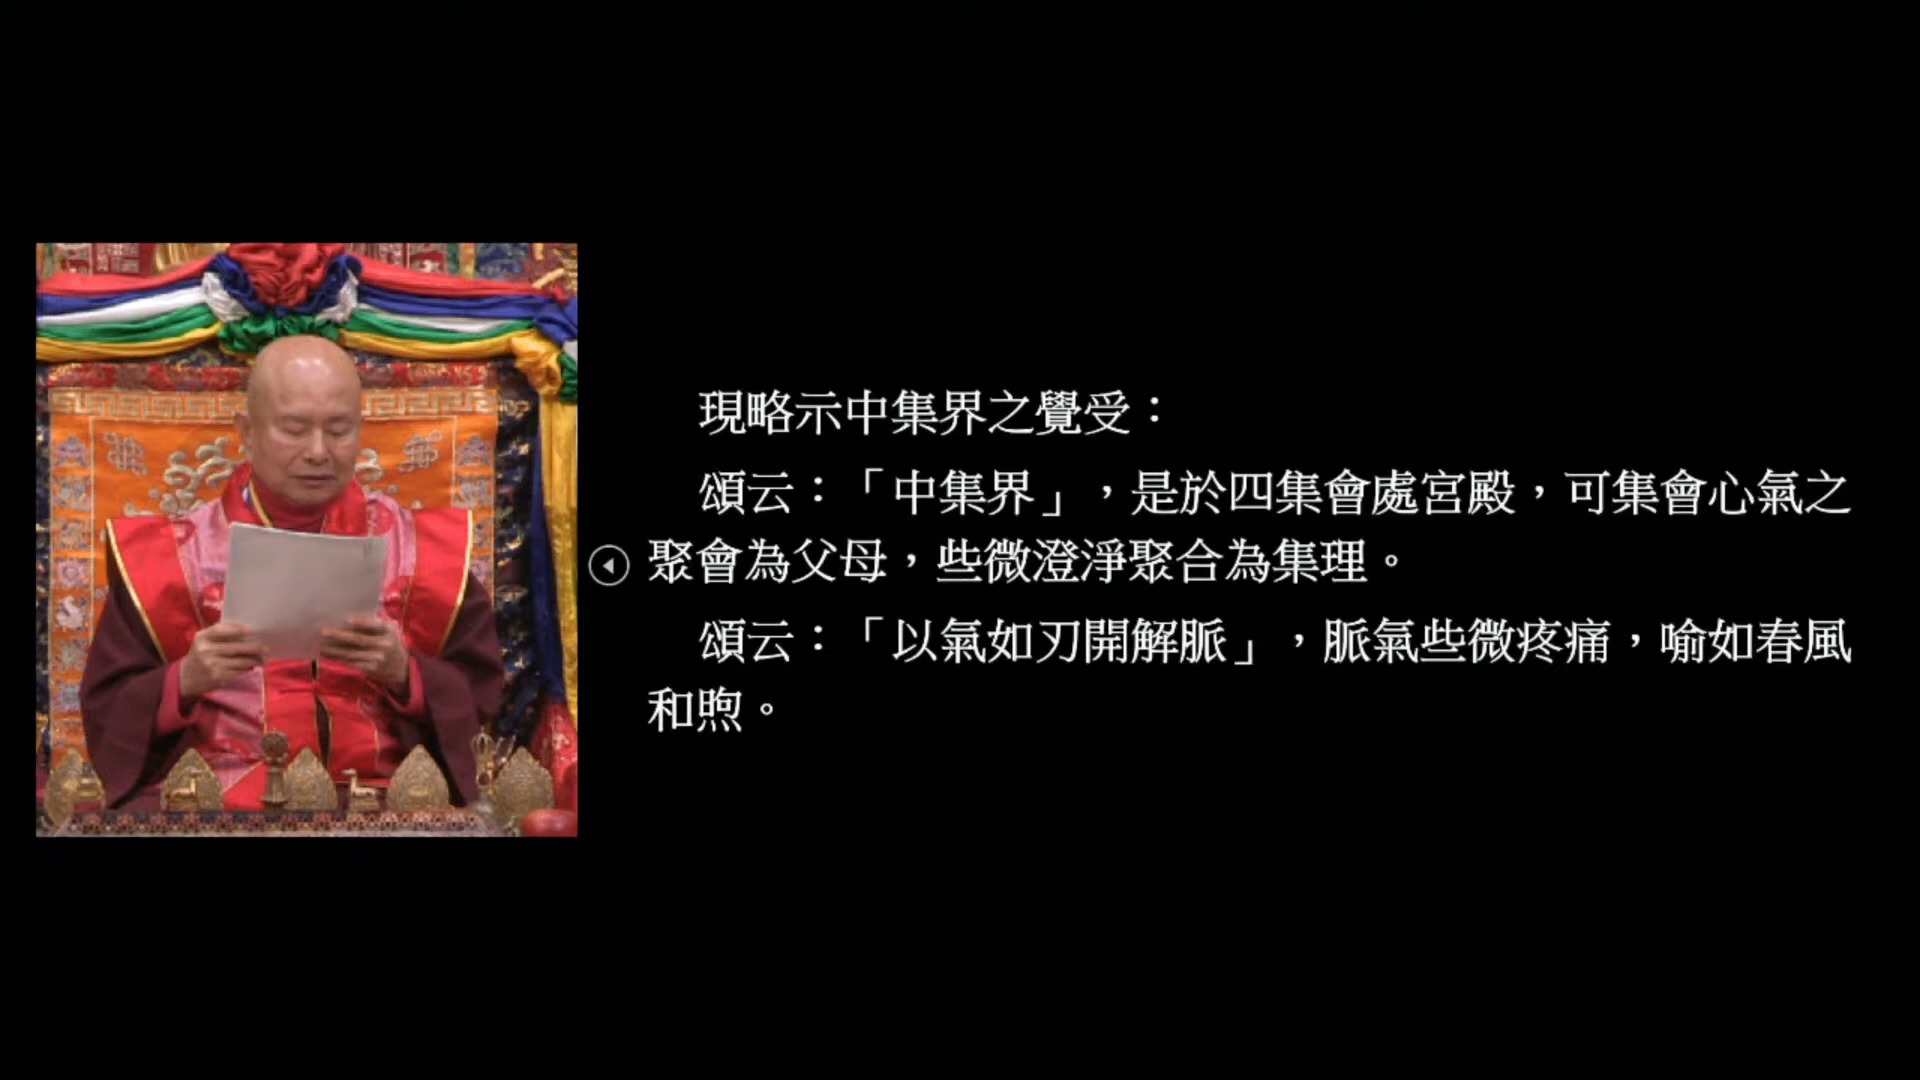 現略示中集界之覺受：
頌云：「中集界」，是於四集會處宮殿，可集會心氣之
聚會為父母，些微澄淨聚合為集理。
頌云：「以氣如刃開解脈」，脈氣些微疼痛，喻如春風
和煦。